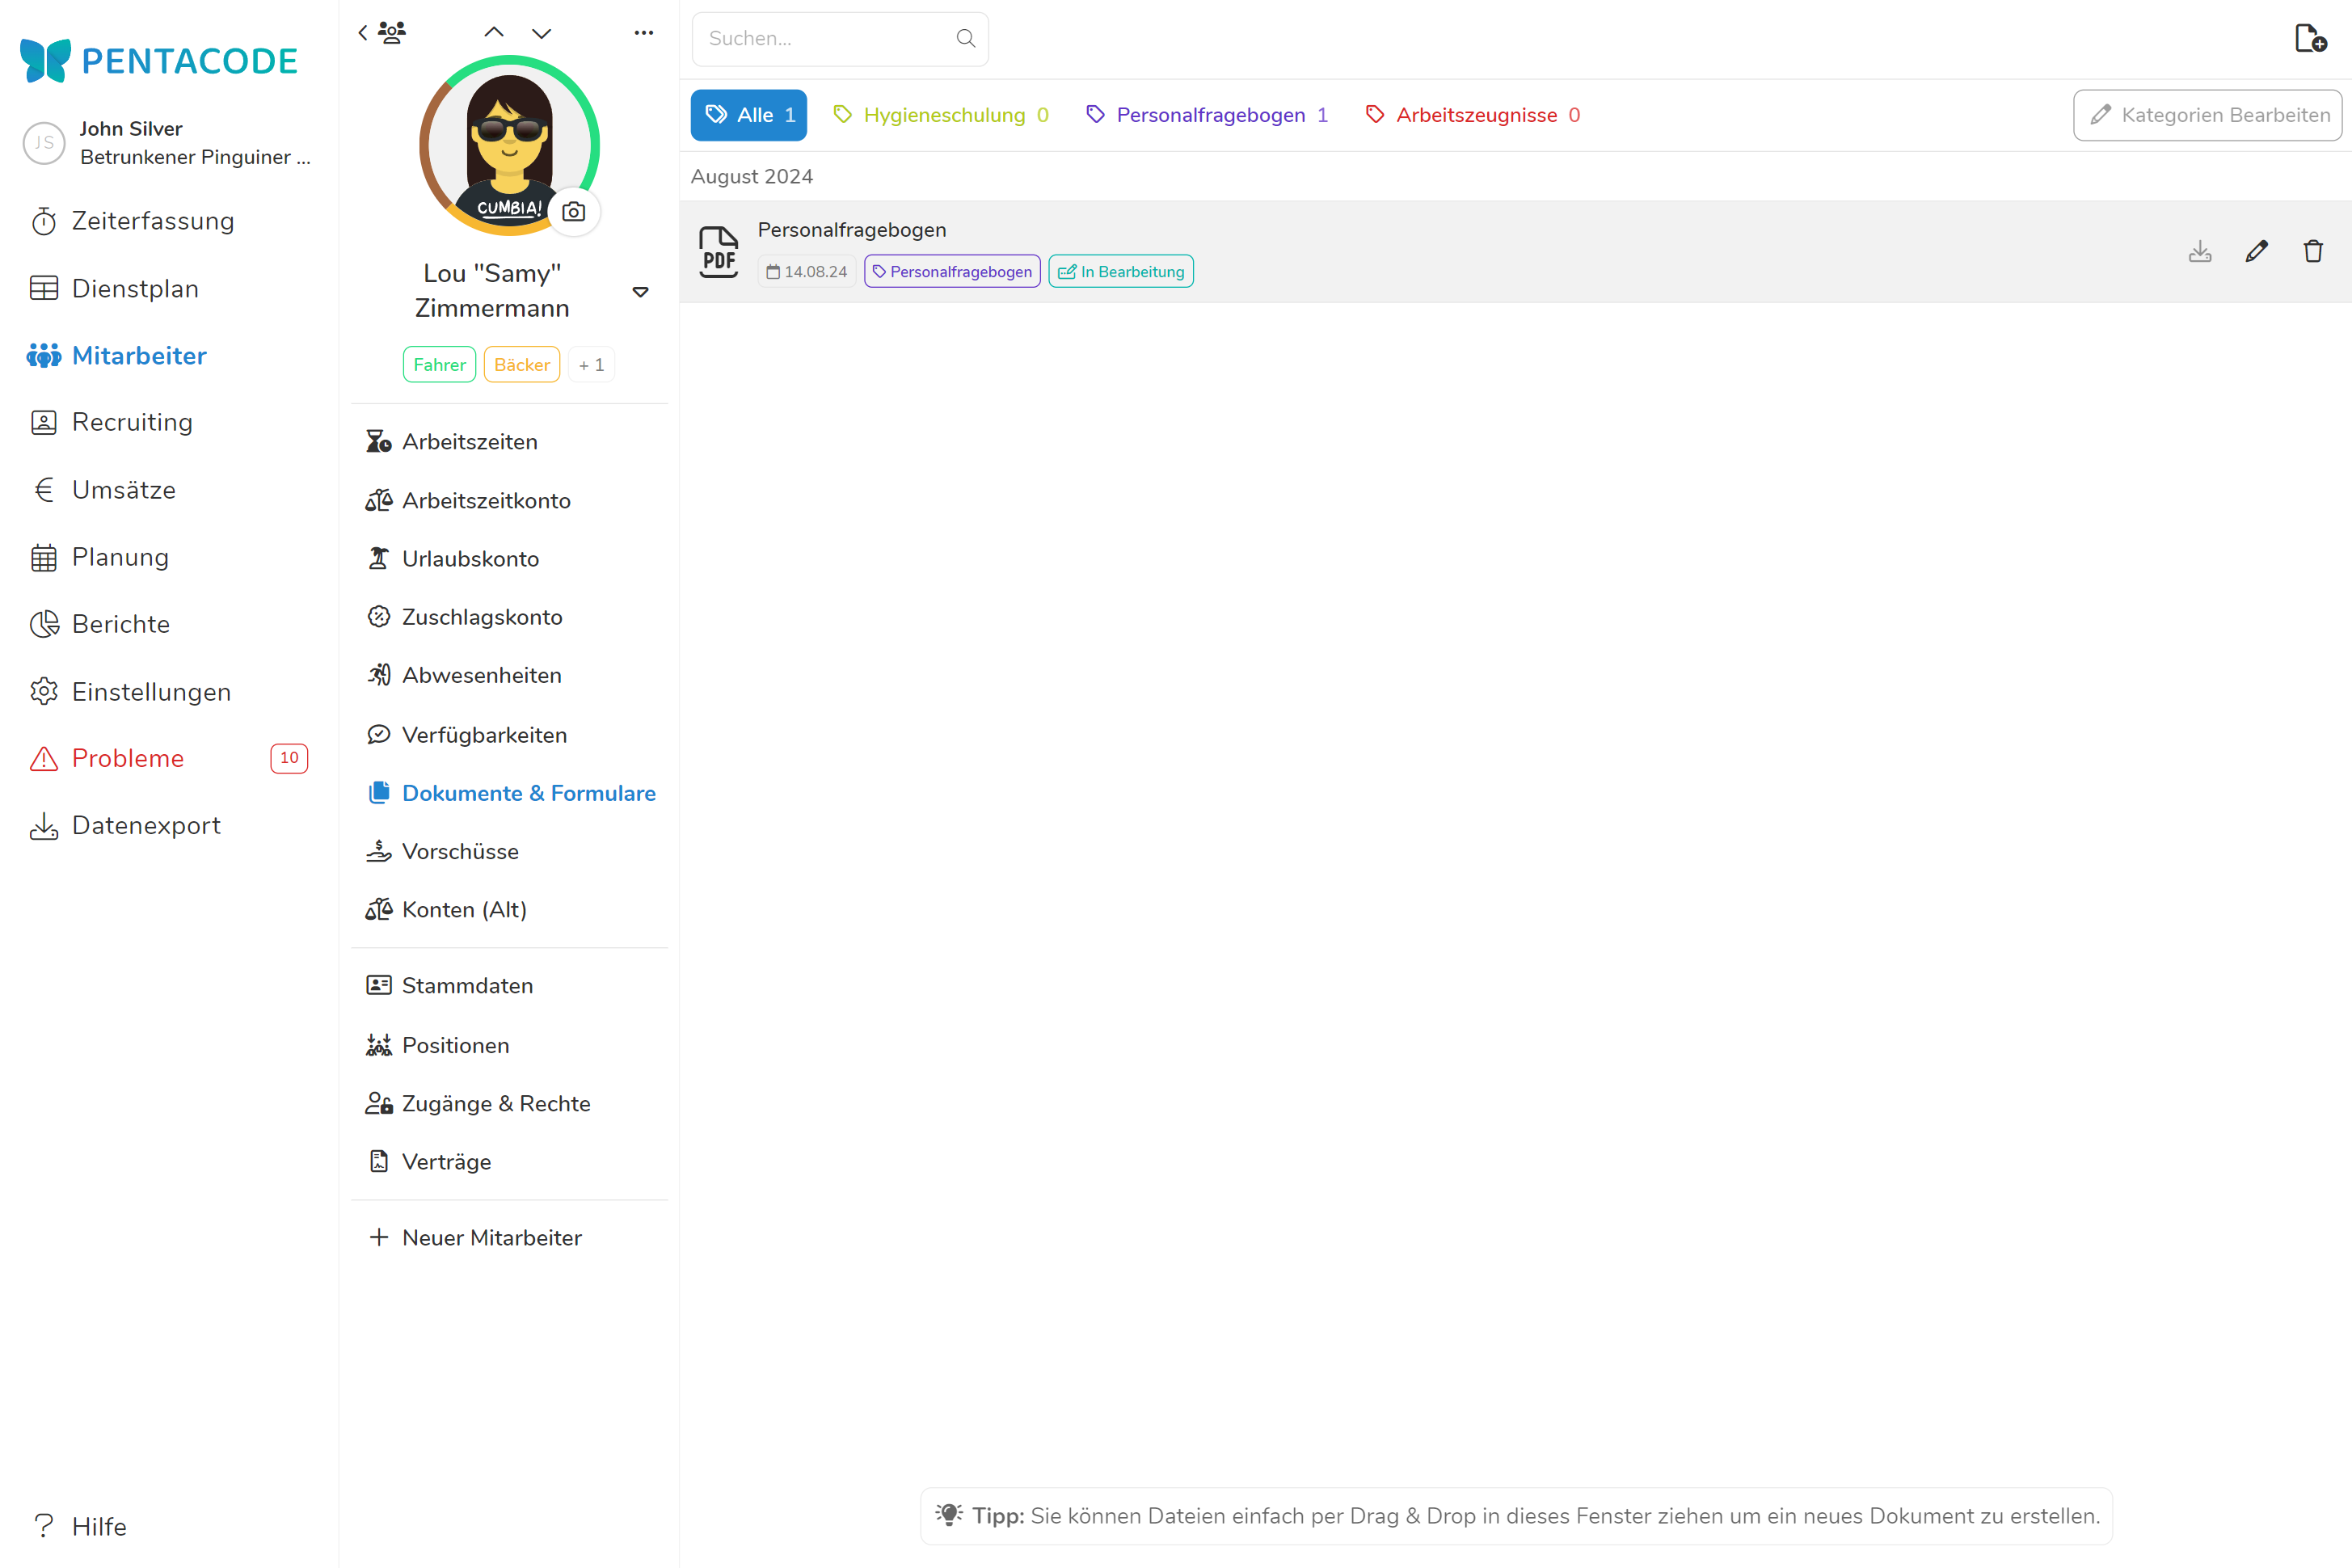 PENTACODE
JS
John Silver
Betrunkener Pinguiner ...
Zeiterfassung
Dienstplan
Mitarbeiter
Recruiting
Umsätze
Planung
Berichte
Einstellungen
Probleme 10
Datenexport
Hilfe
CUMBIA!
Lou "Samy"
Zimmermann
Fahrer Bäcker + 1
Arbeitszeiten
Arbeitszeitkonto
Urlaubskonto
Zuschlagskonto
Abwesenheiten
Verfügbarkeiten
Dokumente & Formulare
Vorschüsse
Konten (Alt)
Stammdaten
Positionen
Zugänge & Rechte
Verträge
Neuer Mitarbeiter
Suchen...
Alle 1 Hygieneschulung 0 Personalfragebogen 1 Arbeitszeugnisse 0 Kategorien Bearbeiten
August 2024
PDF
Personalfragebogen
14.08.24 Personalfragebogen In Bearbeitung
Tipp: Sie können Dateien einfach per Drag & Drop in dieses Fenster ziehen um ein neues Dokument zu erstellen.